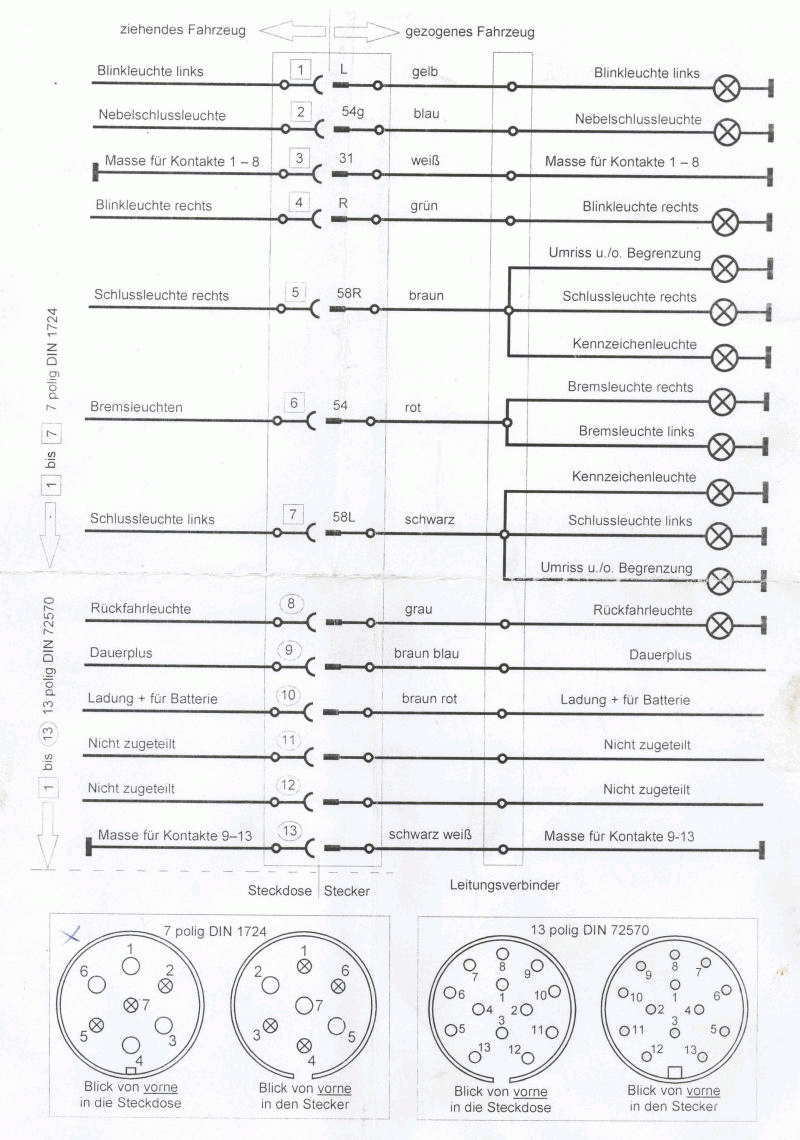 ziehendes Fahrzeug gezogenes Fahrzeug
Blinkleuchte links 1 L gelb Blinkleuchte links
Nebelschlussleuchte 2 54g blau Nebelschlussleuchte
Masse für Kontakte 1 – 8 3 31 weiß Masse für Kontakte 1 – 8
Blinkleuchte rechts 4 R grün Blinkleuchte rechts
Umriss u./o. Begrenzung
Schlussleuchte rechts 5 58R braun Schlussleuchte rechts
Kennzeichenleuchte
Bremsleuchte rechts
Bremsleuchten 6 54 rot
Bremsleuchte links
Kennzeichenleuchte
Schlussleuchte links 7 58L schwarz Schlussleuchte links
Umriss u./o. Begrenzung
1 bis 7 7 polig DIN 1724
Rückfahrleuchte 8 grau Rückfahrleuchte
Dauerplus 9 braun blau Dauerplus
Ladung + für Batterie 10 braun rot Ladung + für Batterie
Nicht zugeteilt 11 Nicht zugeteilt
Nicht zugeteilt 12 Nicht zugeteilt
Masse für Kontakte 9–13 13 schwarz weiß Masse für Kontakte 9-13
1 bis 13 13 polig DIN 72570
Steckdose Stecker Leitungsverbinder
7 polig DIN 1724
1
6 2
7
5 3
4
Blick von vorne
in die Steckdose
1
2 6
7
3 5
4
Blick von vorne
in den Stecker
13 polig DIN 72570
8
7 9
6 1 10
4 2
5 3 11
13 12
Blick von vorne
in die Steckdose
8
9 7
10 1 6
2 4
11 3 5
12 13
Blick von vorne
in den Stecker